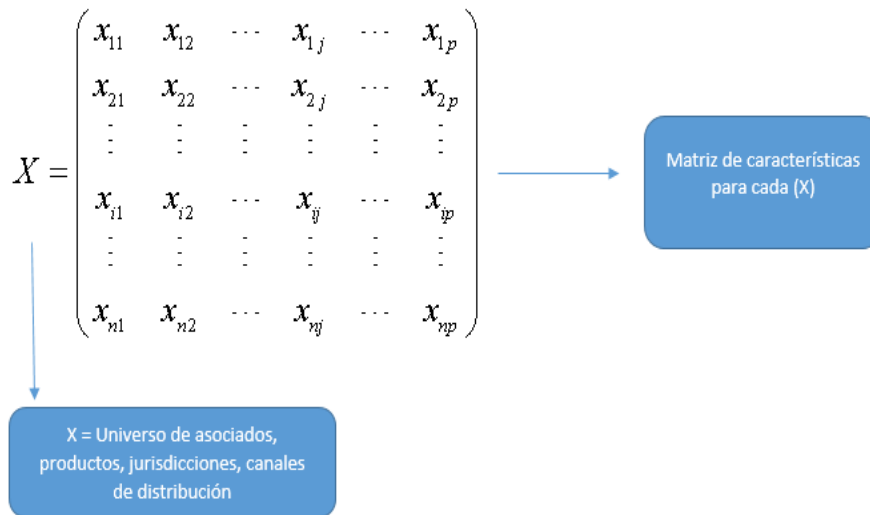 x₁₁ x₁₂ ... x₁ⱼ ... x₁ₚ
x₂₁ x₂₂ ... x₂ⱼ ... x₂ₚ
⋮ ⋮ ⋮ ⋮ ⋮ ⋮
X =
xᵢ₁ xᵢ₂ ... xᵢⱼ ... xᵢₚ
⋮ ⋮ ⋮ ⋮ ⋮ ⋮
xₙ₁ xₙ₂ ... xₙⱼ ... xₙₚ
Matriz de características
para cada (X)
X = Universo de asociados,
productos, jurisdicciones, canales
de distribución